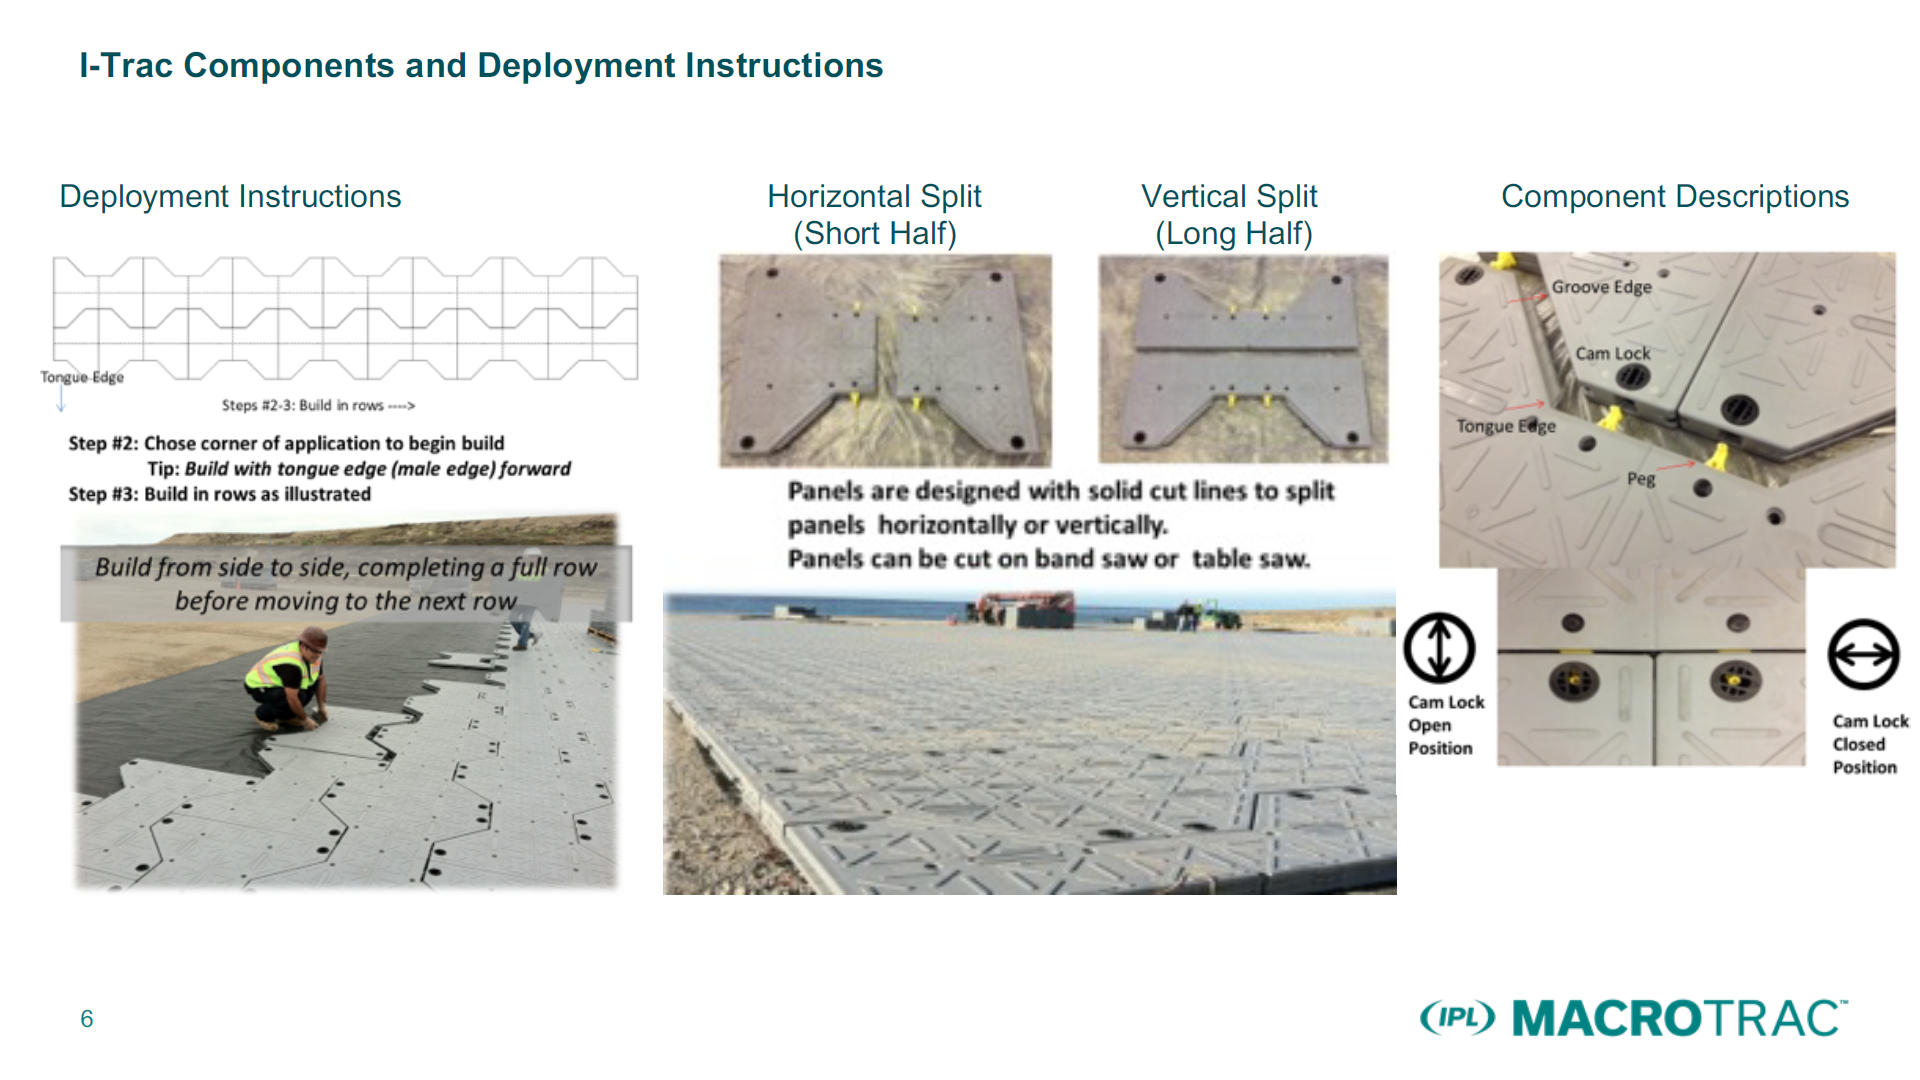 I-Trac Components and Deployment Instructions
Deployment Instructions
Tongue Edge
Steps #2-3: Build in rows ---->
Step #2: Chose corner of application to begin build
Tip: Build with tongue edge (male edge) forward
Step #3: Build in rows as illustrated
Build from side to side, completing a full row
before moving to the next row
Horizontal Split
(Short Half)
Vertical Split
(Long Half)
Panels are designed with solid cut lines to split
panels horizontally or vertically.
Panels can be cut on band saw or table saw.
Component Descriptions
Groove Edge
Cam Lock
Tongue Edge
Peg
Cam Lock
Open
Position
Cam Lock
Closed
Position
6
(IPL) MACROTRAC™